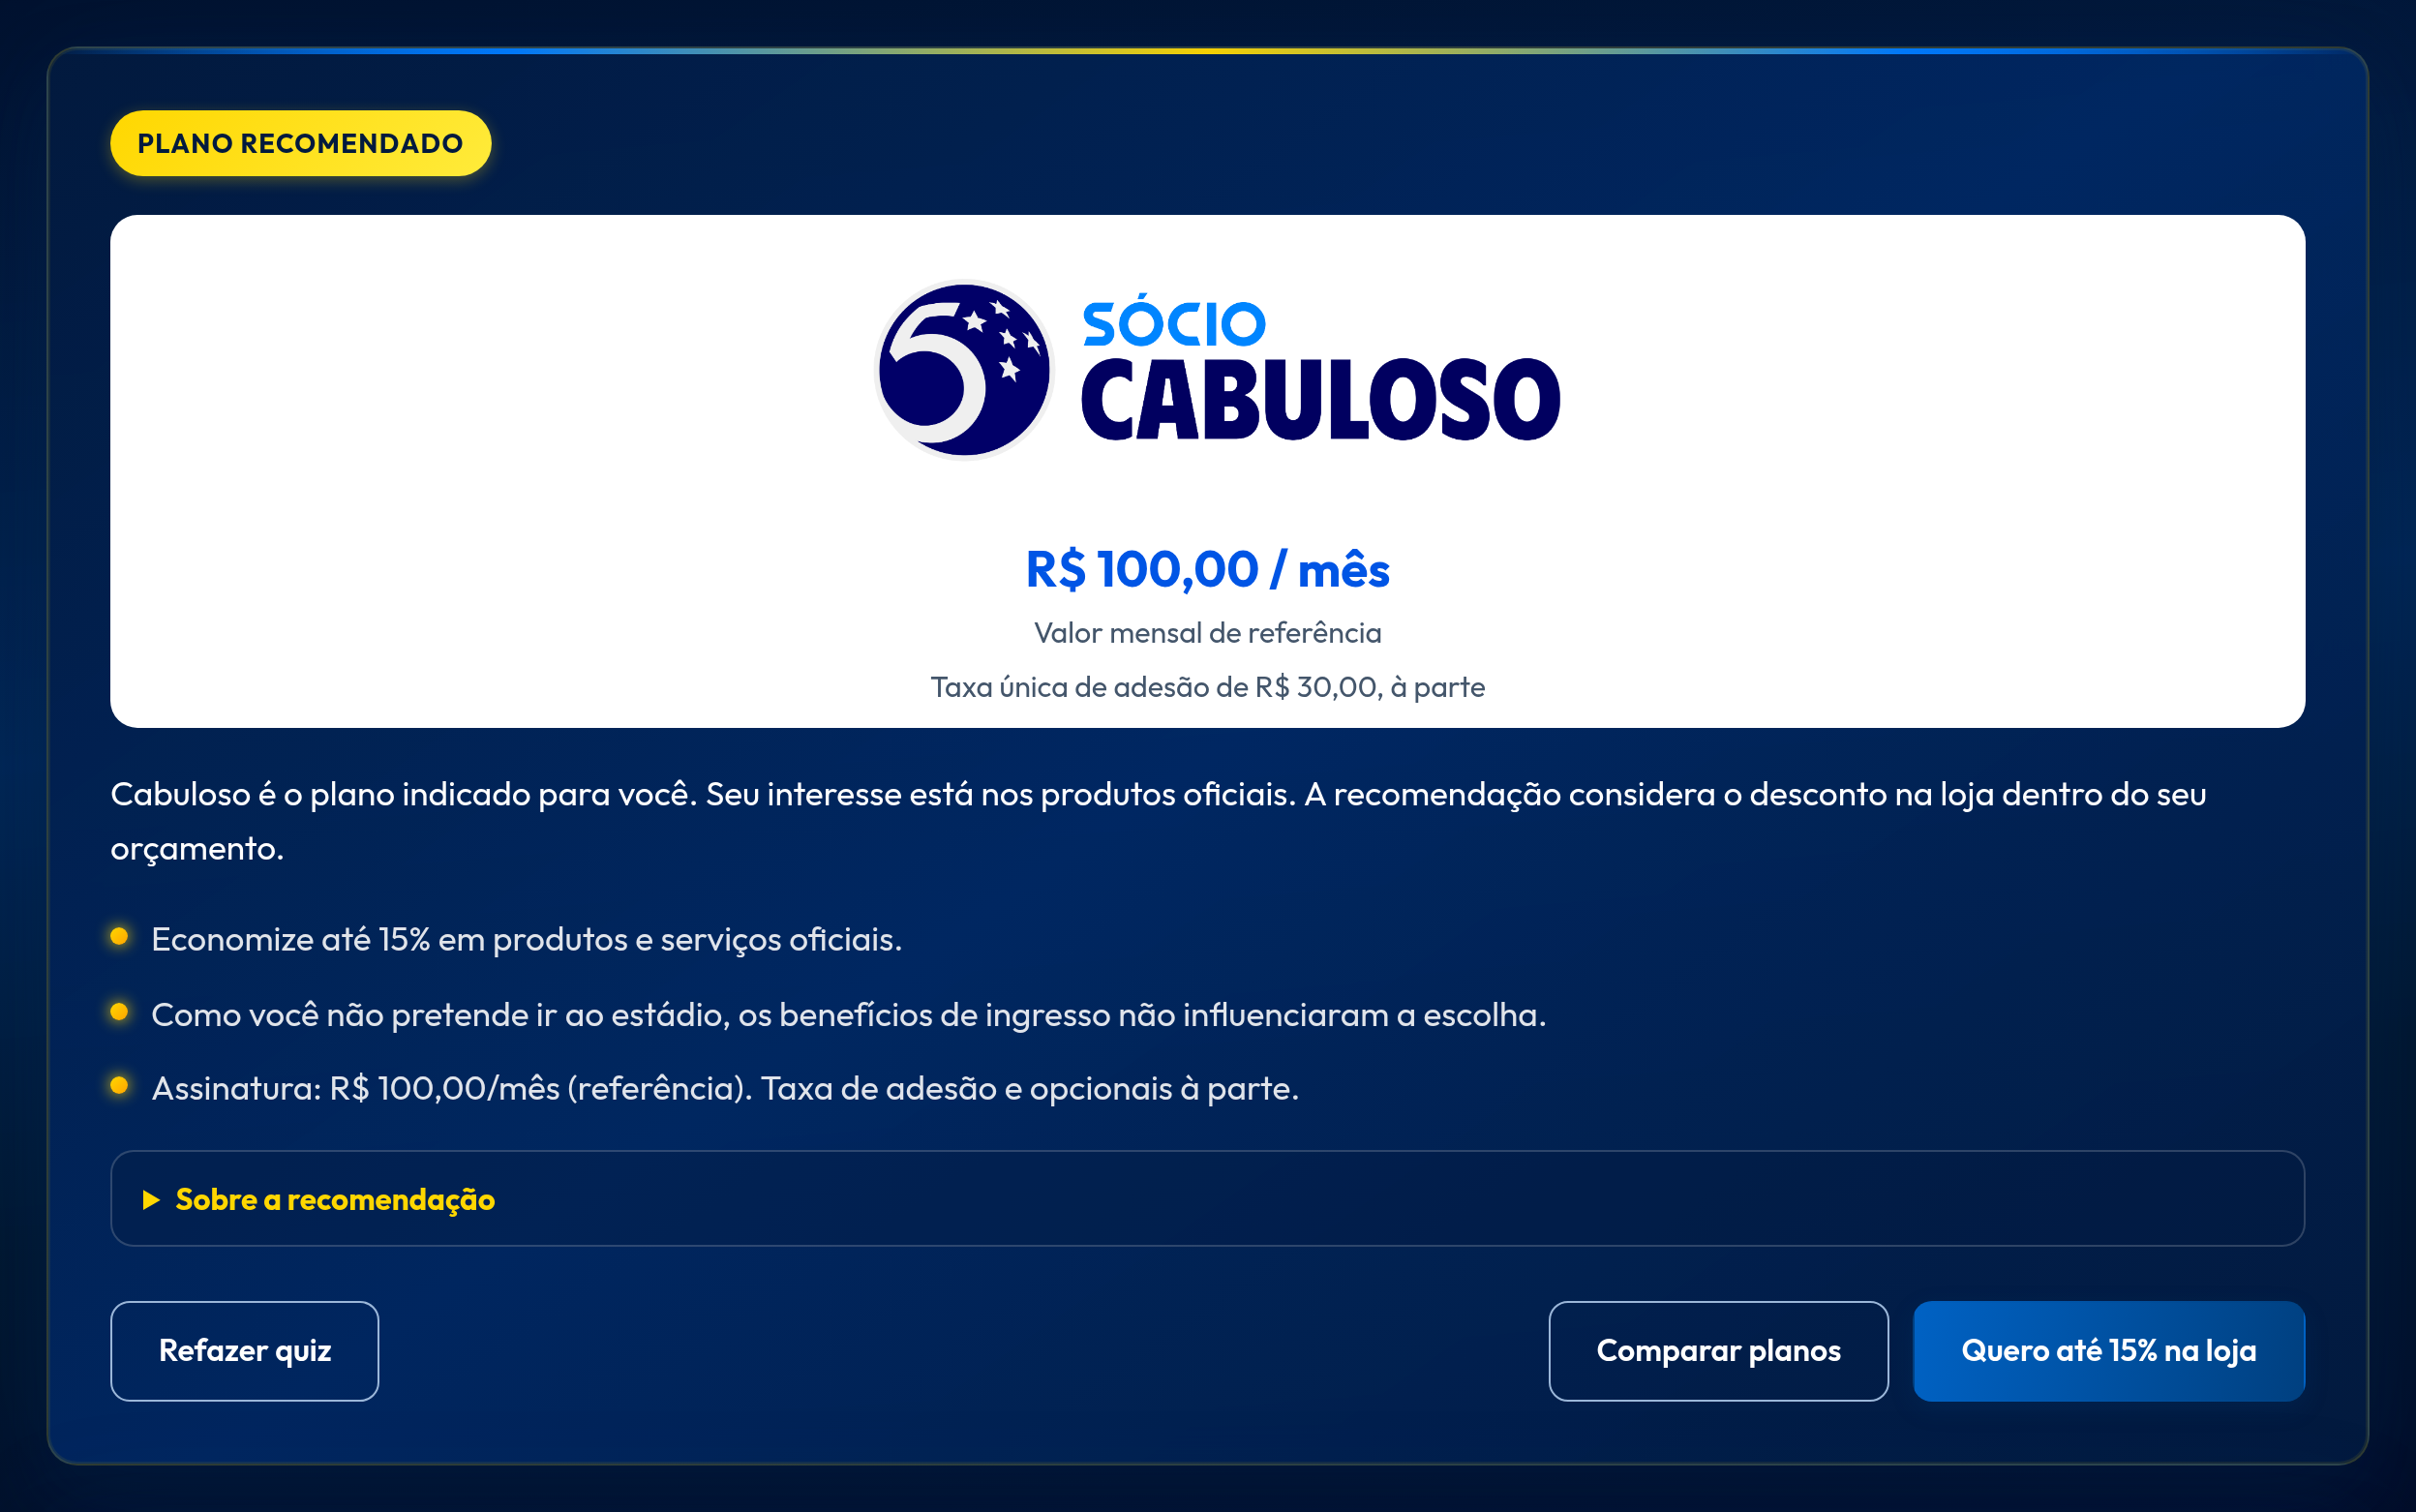 PLANO RECOMENDADO
SÓCIO
CABULOSO
R$ 100,00 / mês
Valor mensal de referência
Taxa única de adesão de R$ 30,00, à parte
Cabuloso é o plano indicado para você. Seu interesse está nos produtos oficiais. A recomendação considera o desconto na loja dentro do seu
orçamento.
Economize até 15% em produtos e serviços oficiais.
Como você não pretende ir ao estádio, os benefícios de ingresso não influenciaram a escolha.
Assinatura: R$ 100,00/mês (referência). Taxa de adesão e opcionais à parte.
Sobre a recomendação
Refazer quiz
Comparar planos
Quero até 15% na loja